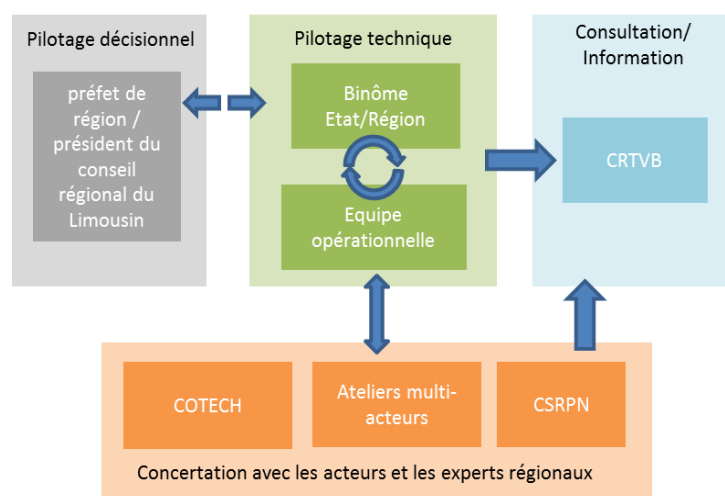 Pilotage décisionnel
préfet de
région /
président du
conseil
régional du
Limousin
Pilotage technique
Binôme
Etat/Région
Equipe
opérationnelle
Consultation/
Information
CRTVB
COTECH
Ateliers multi-
acteurs
CSRPN
Concertation avec les acteurs et les experts régionaux